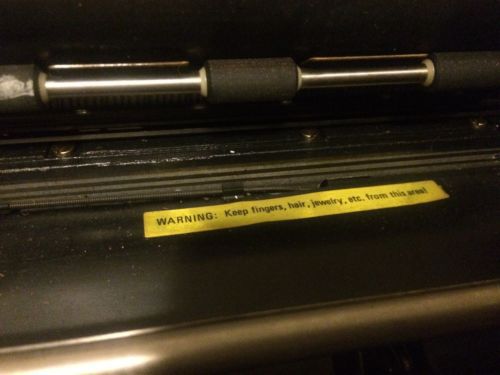 WARNING: Keep fingers, hair, jewelry, etc. from this area!